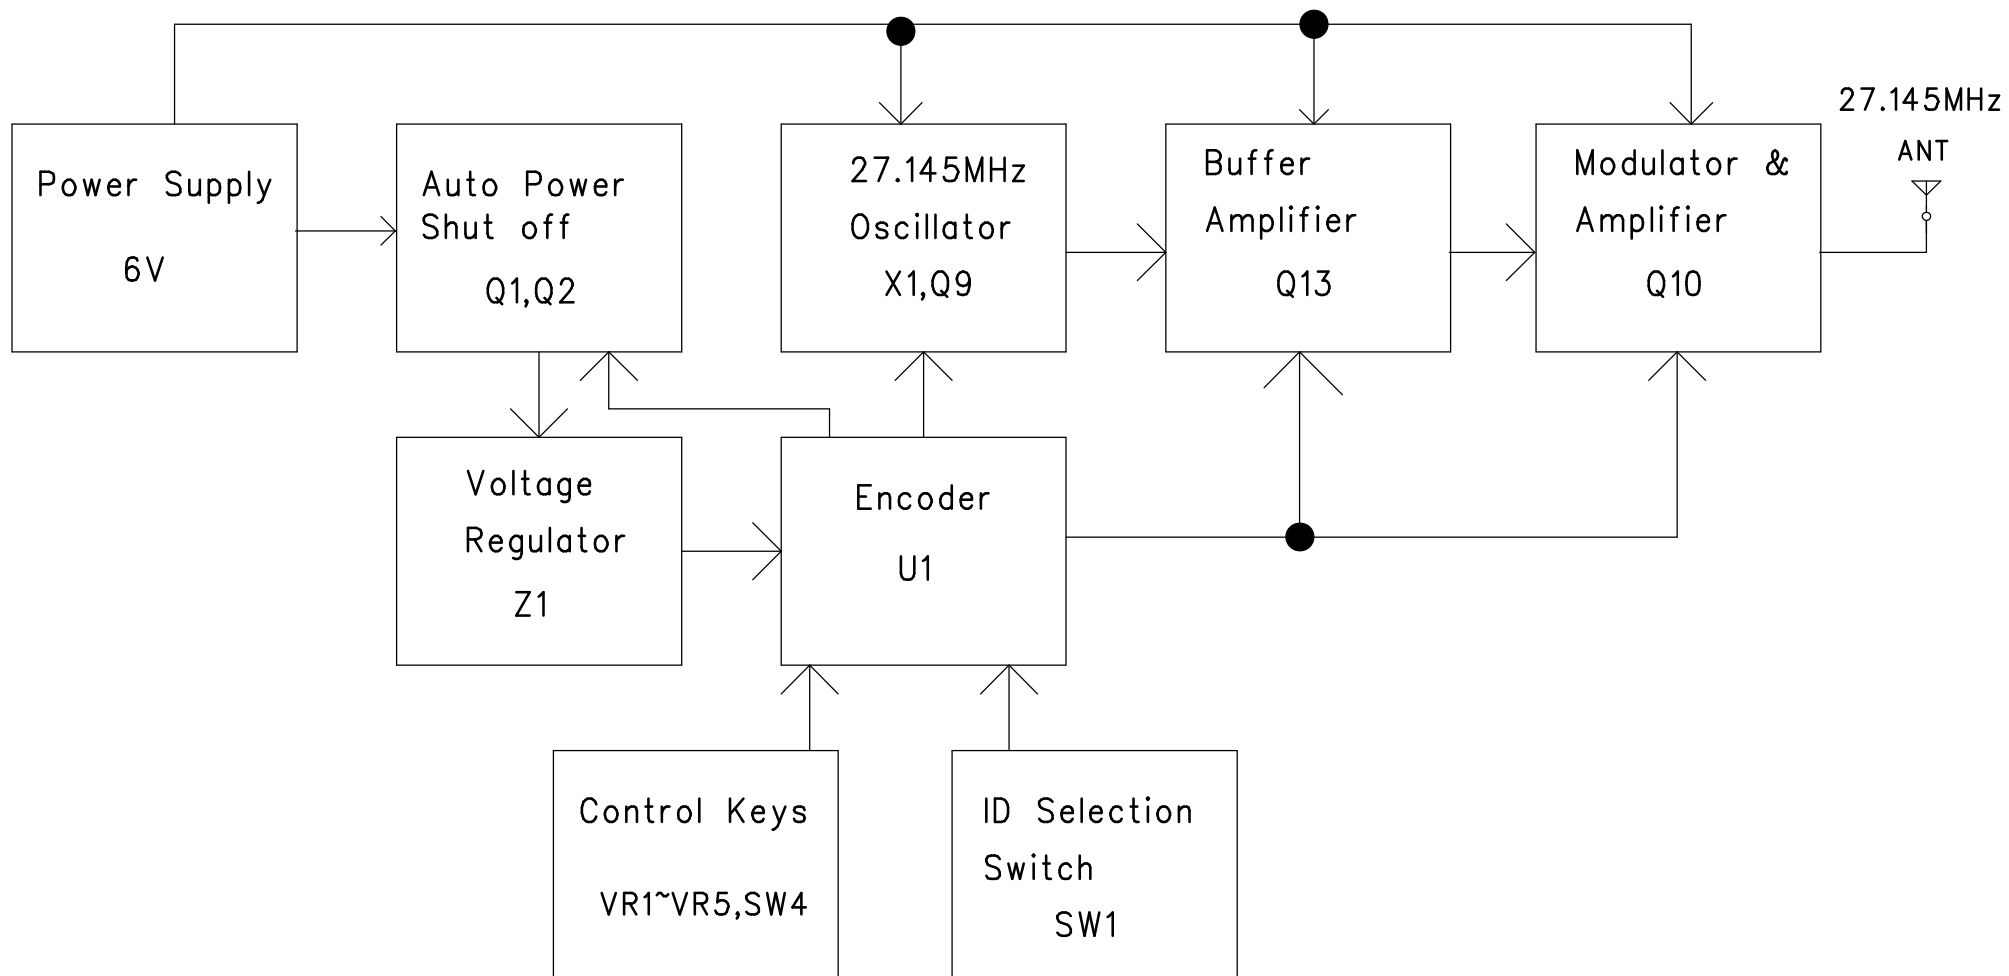 Power Supply
6V
Auto Power
Shut off
Q1,Q2
27.145MHz
Oscillator
X1,Q9
Buffer
Amplifier
Q13
Modulator &
Amplifier
Q10
27.145MHz
ANT
Voltage
Regulator
Z1
Encoder
U1
Control Keys
VR1~VR5,SW4
ID Selection
Switch
SW1